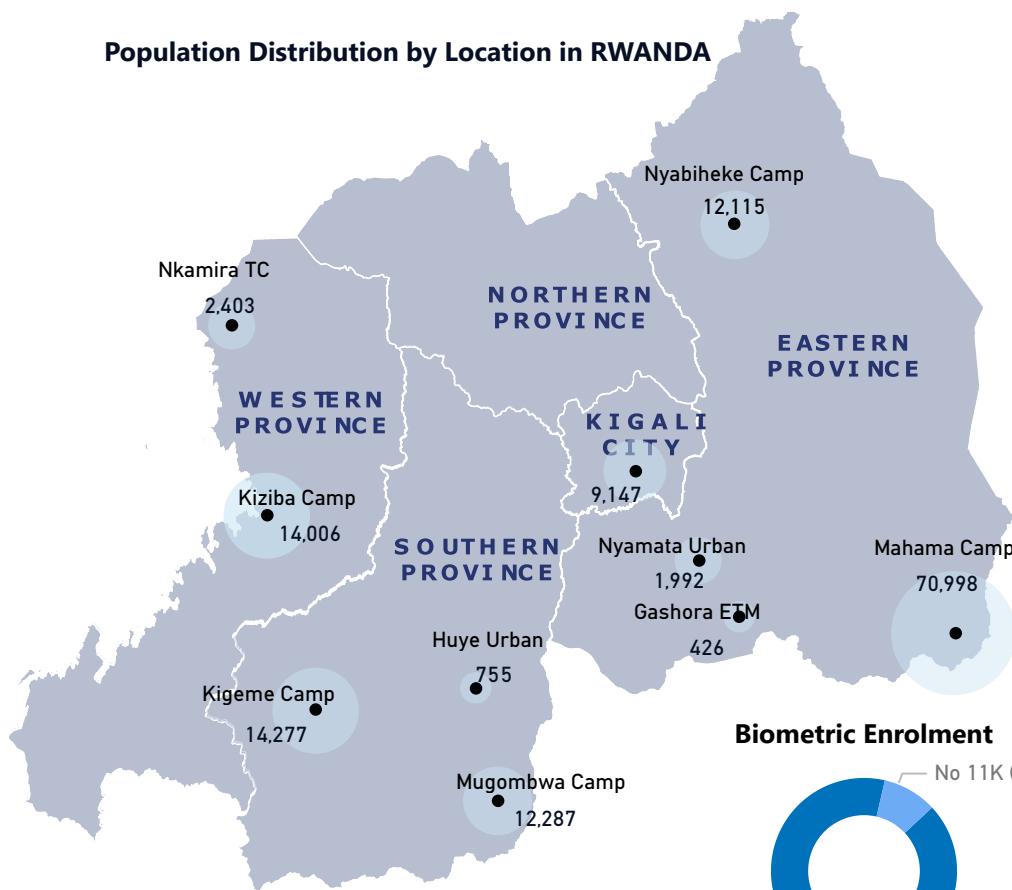 Population Distribution by Location in RWANDA
Nyabiheke Camp
12,115
Nkamira TC
2,403
NORTHERN
PROVINCE
EASTERN
PROVINCE
WESTERN
PROVINCE
KIGALI
CITY
9,147
Kiziba Camp
14,006
SOUTHERN
PROVINCE
Nyamata Urban
1,992
Mahama Camp
70,998
Gashora ETM
426
Huye Urban
755
Kigeme Camp
14,277
Mugombwa Camp
12,287
Biometric Enrolment
No 11K (